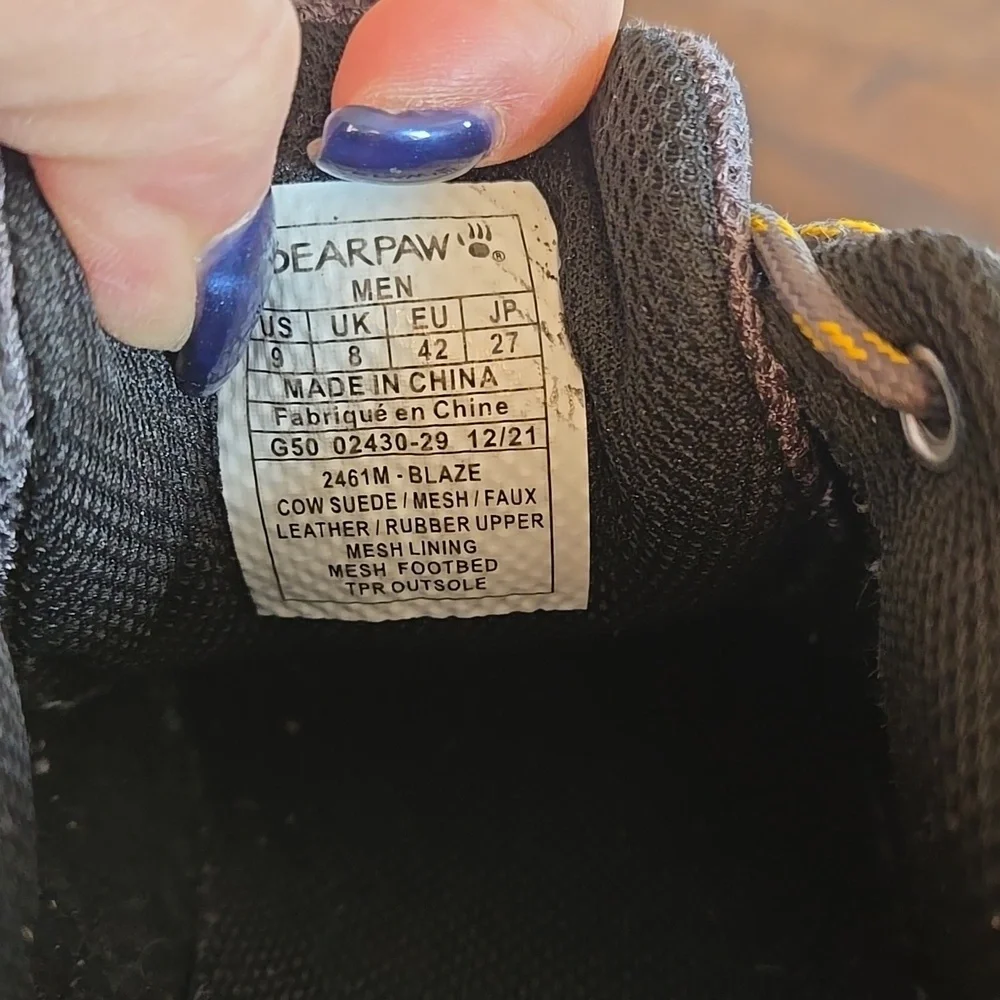 BEARPAW®
MEN
US UK EU JP
9 8 42 27
MADE IN CHINA
Fabriqué en Chine
G50 02430-29 12/21
2461M - BLAZE
COW SUEDE / MESH / FAUX
LEATHER / RUBBER UPPER
MESH LINING
MESH FOOTBED
TPR OUTSOLE